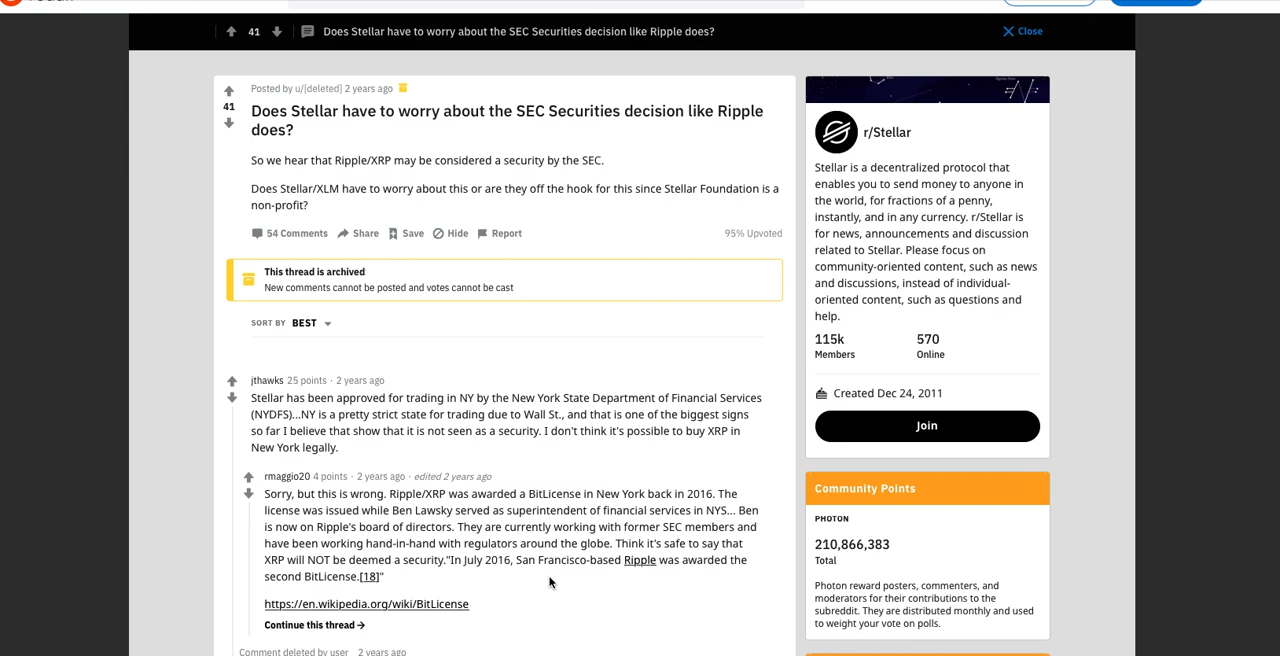 41 Does Stellar have to worry about the SEC Securities decision like Ripple does? Close
Posted by u/[deleted] 2 years ago
41
Does Stellar have to worry about the SEC Securities decision like Ripple
does?
So we hear that Ripple/XRP may be considered a security by the SEC.
Does Stellar/XLM have to worry about this or are they off the hook for this since Stellar Foundation is a
non-profit?
54 Comments Share Save Hide Report 95% Upvoted
This thread is archived
New comments cannot be posted and votes cannot be cast
SORT BY BEST
jthawks 25 points · 2 years ago
Stellar has been approved for trading in NY by the New York State Department of Financial Services
(NYDFS)...NY is a pretty strict state for trading due to Wall St., and that is one of the biggest signs
so far I believe that show that it is not seen as a security. I don't think it's possible to buy XRP in
New York legally.
rmaggio20 4 points · 2 years ago · edited 2 years ago
Sorry, but this is wrong. Ripple/XRP was awarded a BitLicense in New York back in 2016. The
license was issued while Ben Lawsky served as superintendent of financial services in NYS... Ben
is now on Ripple's board of directors. They are currently working with former SEC members and
have been working hand-in-hand with regulators around the globe. Think it's safe to say that
XRP will NOT be deemed a security."In July 2016, San Francisco-based Ripple was awarded the
second BitLicense.[18]"
https://en.wikipedia.org/wiki/BitLicense
Continue this thread
Comment deleted by user 2 years ago
r/Stellar
Stellar is a decentralized protocol that
enables you to send money to anyone in
the world, for fractions of a penny,
instantly, and in any currency. r/Stellar is
for news, announcements and discussion
related to Stellar. Please focus on
community-oriented content, such as news
and discussions, instead of individual-
oriented content, such as questions and
help.
115k 570
Members Online
Created Dec 24, 2011
Join
Community Points
PHOTON
210,866,383
Total
Photon reward posters, commenters, and
moderators for their contributions to the
subreddit. They are distributed monthly and used
to weight your vote on polls.